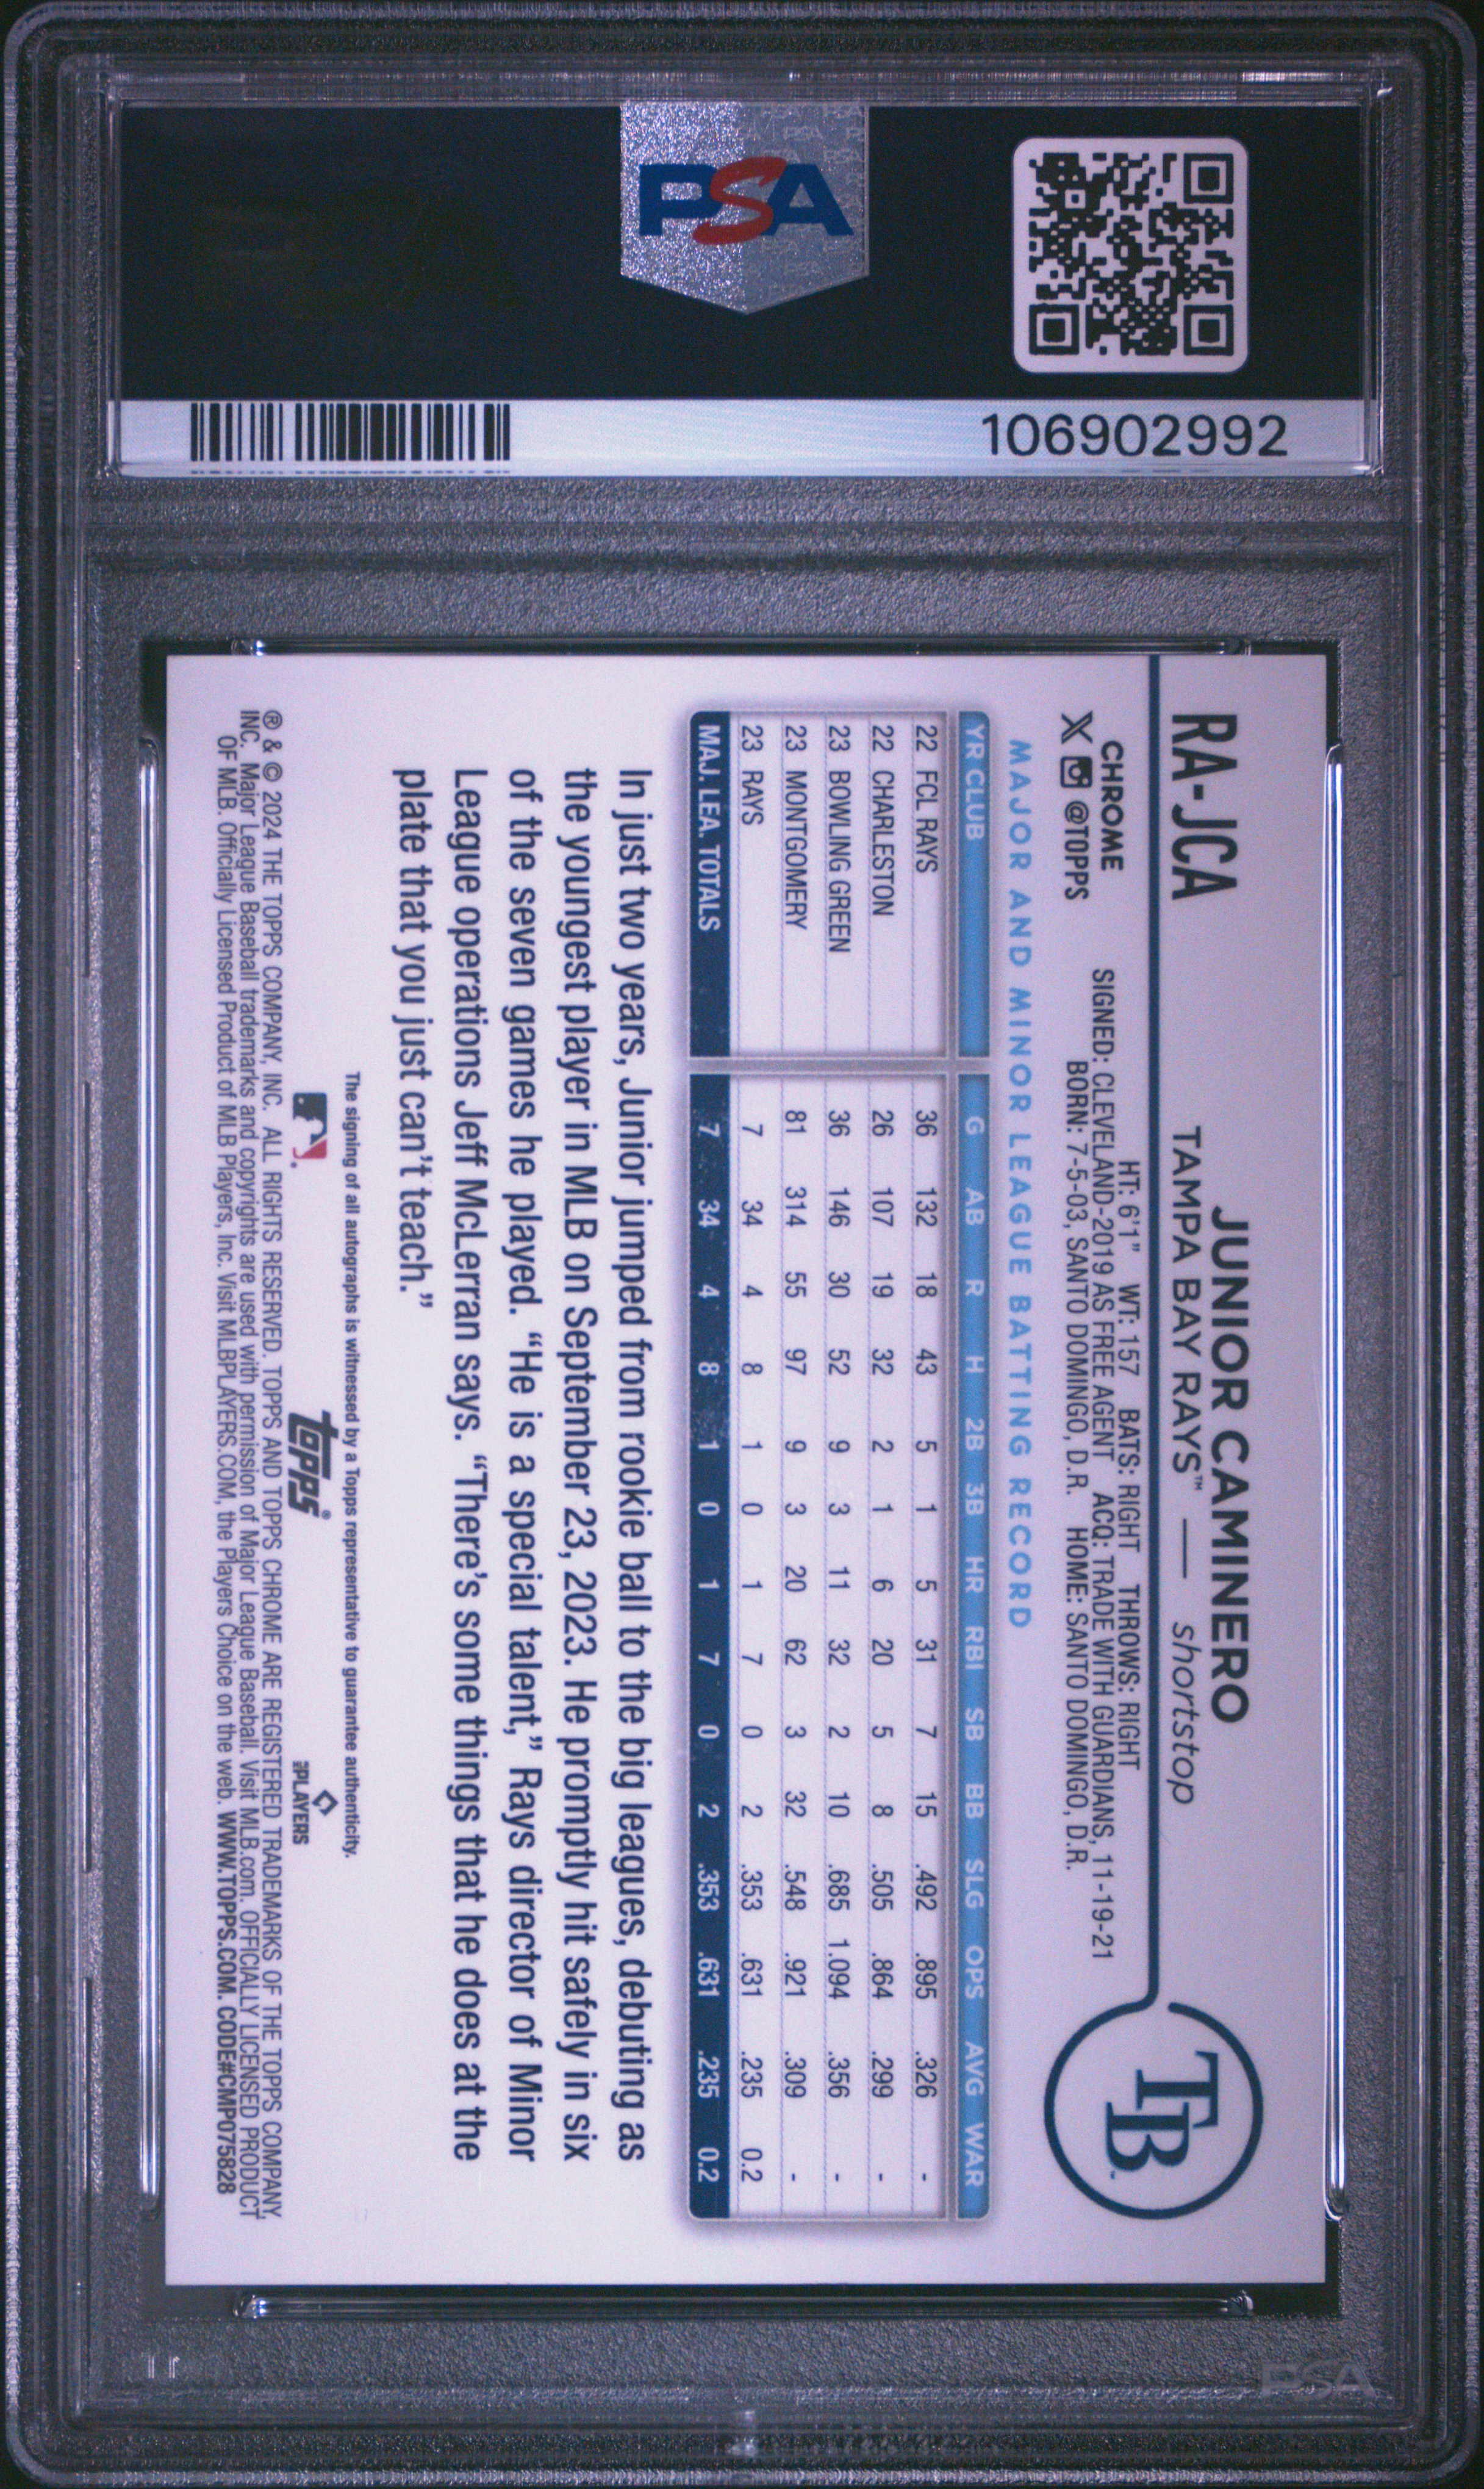 PSA
106902992
RA-JCA
JUNIOR CAMINERO
TAMPA BAY RAYS™ — shortstop
CHROME
X @TOPPS
HT: 6'1" WT: 157 BATS: RIGHT THROWS: RIGHT
SIGNED: CLEVELAND-2019 AS FREE AGENT ACQ: TRADE WITH GUARDIANS, 11-19-21
BORN: 7-5-03, SANTO DOMINGO, D.R. HOME: SANTO DOMINGO, D.R.
TB
MAJOR AND MINOR LEAGUE BATTING RECORD
YR CLUB G AB R H 2B 3B HR RBI SB BB SLG OPS AVG WAR
22 FCL RAYS 36 132 18 43 5 1 5 31 7 15 .492 .895 .326 -
22 CHARLESTON 26 107 19 32 2 1 6 20 5 8 .505 .864 .299 -
23 BOWLING GREEN 36 146 30 52 9 3 11 32 2 10 .685 1.094 .356 -
23 MONTGOMERY 81 314 55 97 9 3 20 62 3 32 .548 .921 .309 -
23 RAYS 7 34 4 8 1 0 1 7 0 2 .353 .631 .235 0.2
MAJ. LEA. TOTALS 7 34 4 8 1 0 1 7 0 2 .353 .631 .235 0.2
In just two years, Junior jumped from rookie ball to the big leagues, debuting as
the youngest player in MLB on September 23, 2023. He promptly hit safely in six
of the seven games he played. “He is a special talent,” Rays director of Minor
League operations Jeff McLerran says. “There’s some things that he does at the
plate that you just can’t teach.”
The signing of all autographs is witnessed by a Topps representative to guarantee authenticity.
topps®
PLAYERS
® & © 2024 THE TOPPS COMPANY, INC. ALL RIGHTS RESERVED. TOPPS AND TOPPS CHROME ARE REGISTERED TRADEMARKS OF THE TOPPS COMPANY,
INC. Major League Baseball trademarks and copyrights are used with permission of Major League Baseball. Visit MLB.com. OFFICIALLY LICENSED PRODUCT
OF MLB. Officially Licensed Product of MLB Players, Inc. Visit MLBPLAYERS.COM, the Players Choice on the web. WWW.TOPPS.COM. CODE#CMP075828
PSA